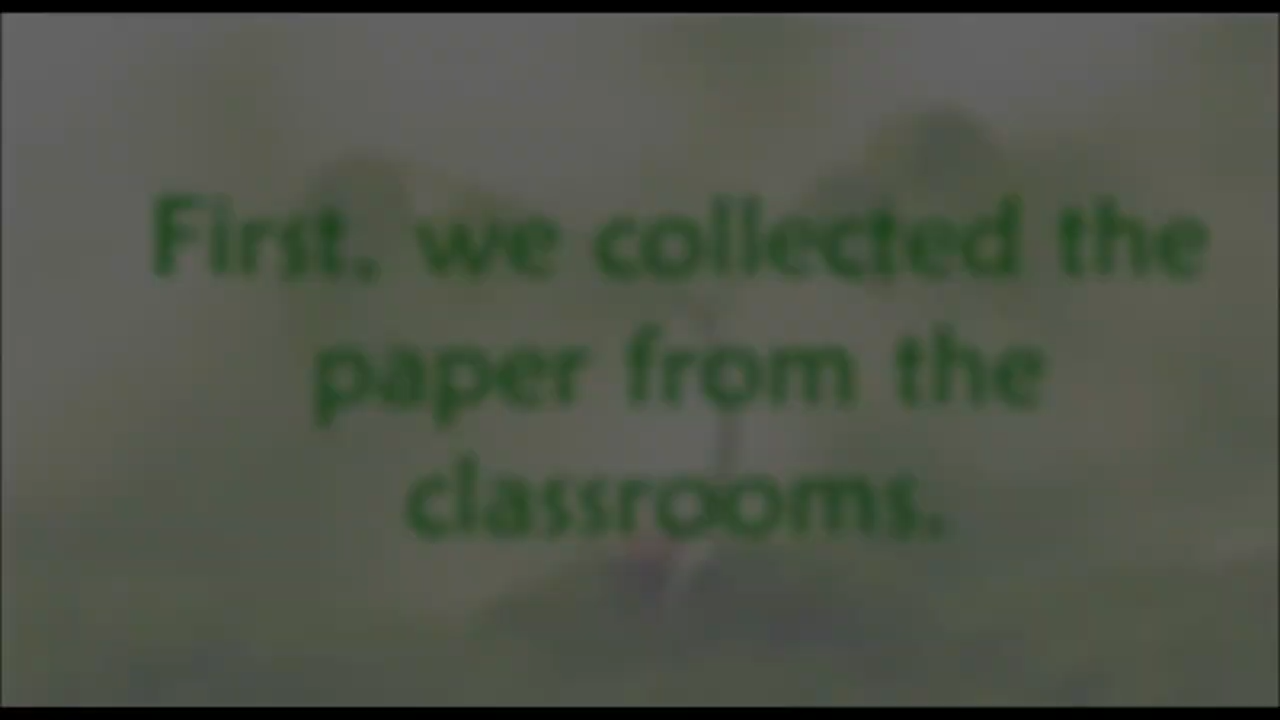 First, we collected the
paper from the
classrooms.